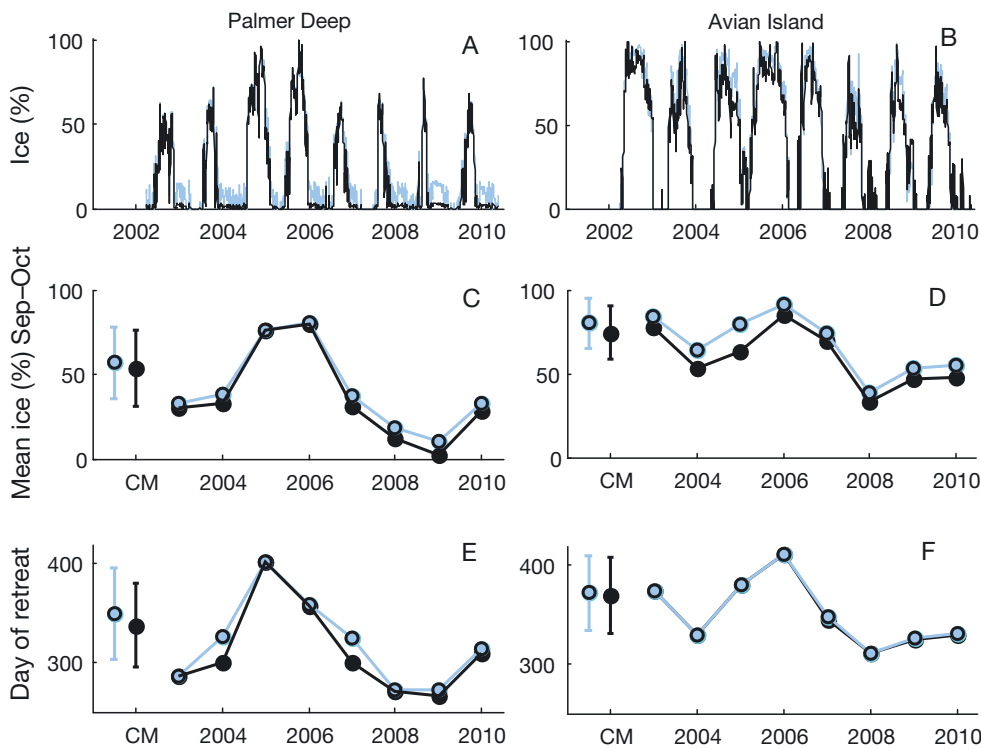 Palmer Deep
Avian Island
A
B
Ice (%)
100
50
0
2002 2004 2006 2008 2010
100
50
0
2002 2004 2006 2008 2010
C
D
Mean ice (%) Sep–Oct
100
50
0
CM 2004 2006 2008 2010
100
50
0
CM 2004 2006 2008 2010
E
F
Day of retreat
400
300
CM 2004 2006 2008 2010
400
300
CM 2004 2006 2008 2010